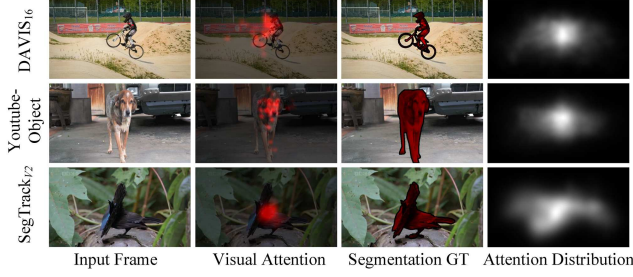 DAVIS16
Youtube-
Object
SegTrackV2
Input Frame
Visual Attention
Segmentation GT
Attention Distribution